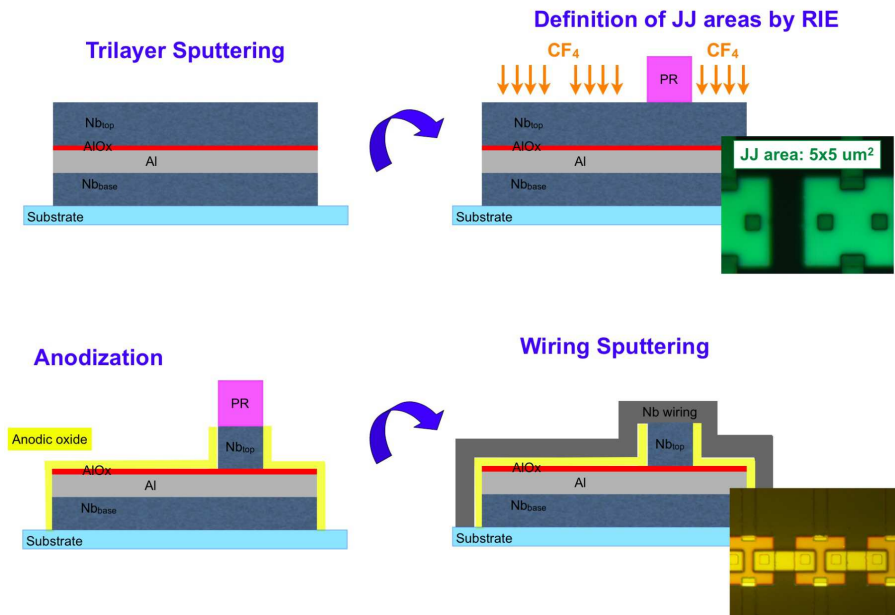 Trilayer Sputtering
Nbtop
AlOx
Al
Nbbase
Substrate
Definition of JJ areas by RIE
CF4 CF4
PR
Nbtop
AlOx
Al
Nbbase
Substrate
JJ area: 5x5 um²
Anodization
PR
Anodic oxide
Nbtop
AlOx
Al
Nbbase
Substrate
Wiring Sputtering
Nb wiring
Nbtop
AlOx
Al
Nbbase
Substrate